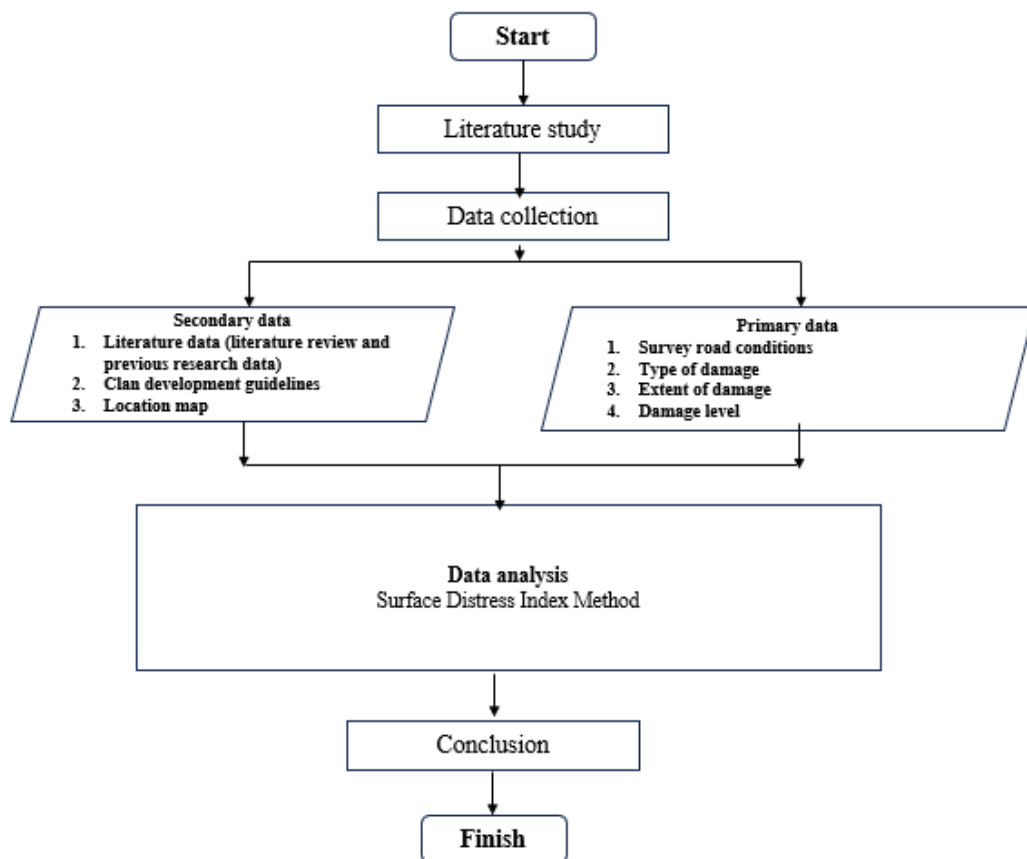 Start
Literature study
Data collection
Secondary data
1. Literature data (literature review and
previous research data)
2. Clan development guidelines
3. Location map
Primary data
1. Survey road conditions
2. Type of damage
3. Extent of damage
4. Damage level
Data analysis
Surface Distress Index Method
Conclusion
Finish